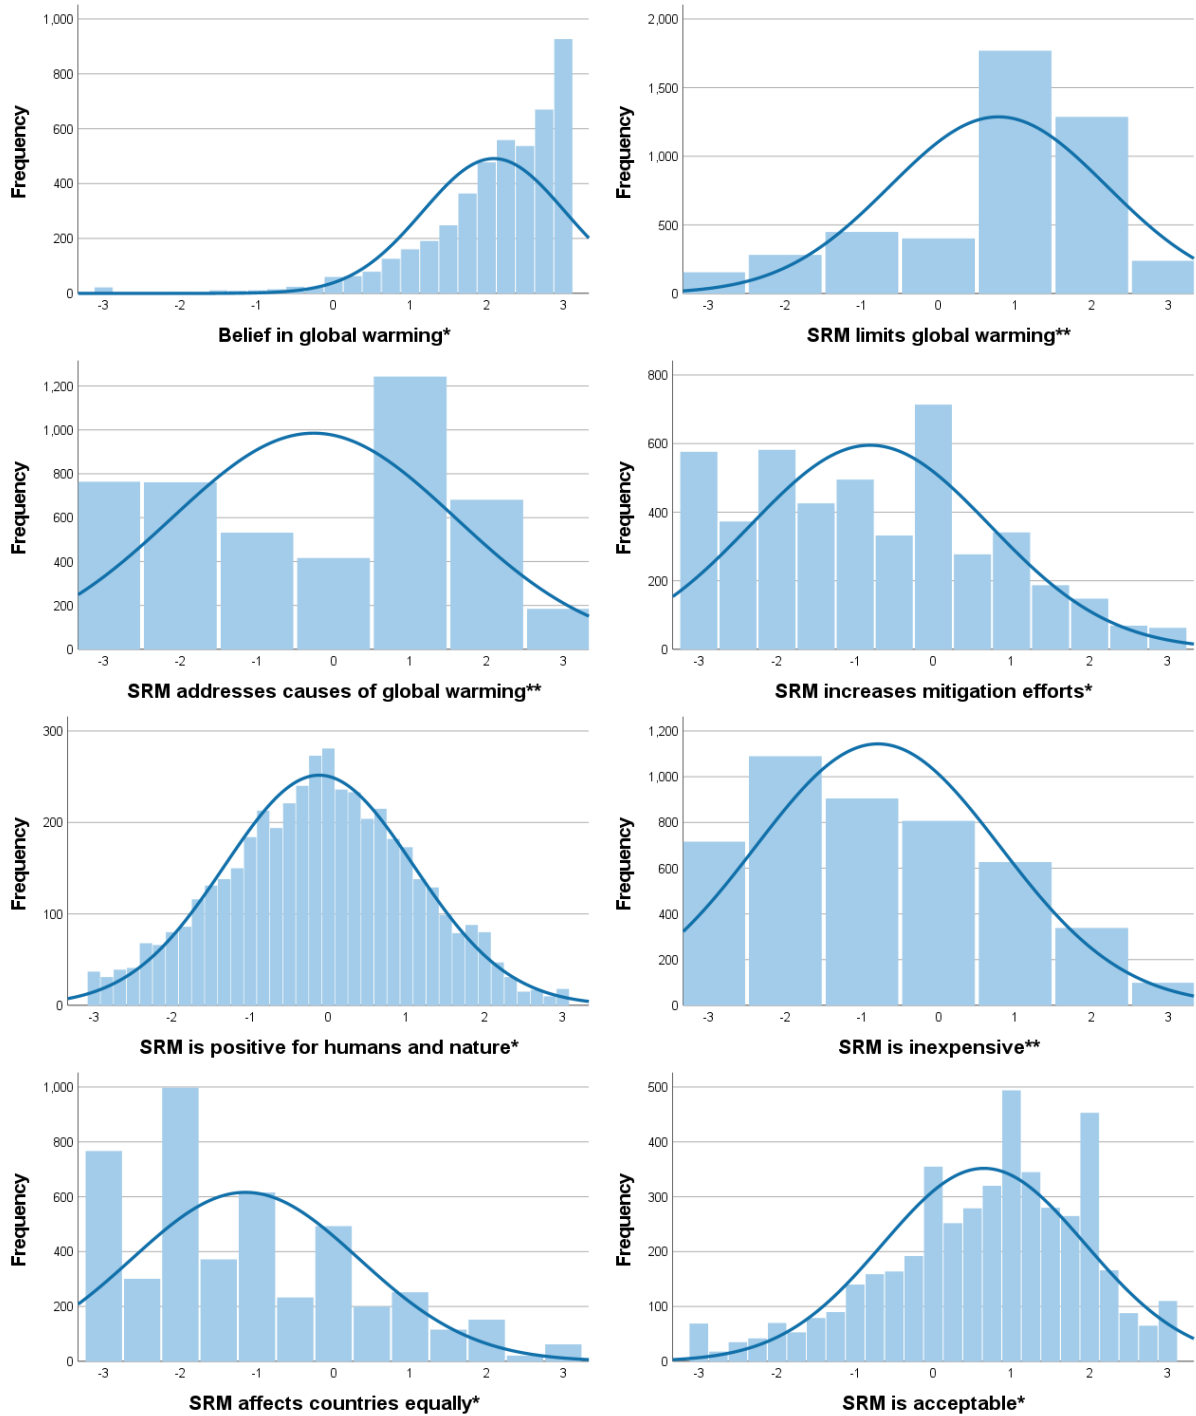 1,000
800
600
400
200
0
Frequency
-3 -2 -1 0 1 2 3
Belief in global warming*
2,000
1,500
1,000
500
0
Frequency
-3 -2 -1 0 1 2 3
SRM limits global warming**
1,200
1,000
800
600
400
200
0
Frequency
-3 -2 -1 0 1 2 3
SRM addresses causes of global warming**
800
600
400
200
0
Frequency
-3 -2 -1 0 1 2 3
SRM increases mitigation efforts*
300
200
100
0
Frequency
-3 -2 -1 0 1 2 3
SRM is positive for humans and nature*
1,200
1,000
800
600
400
200
0
Frequency
-3 -2 -1 0 1 2 3
SRM is inexpensive**
1,000
800
600
400
200
0
Frequency
-3 -2 -1 0 1 2 3
SRM affects countries equally*
500
400
300
200
100
0
Frequency
-3 -2 -1 0 1 2 3
SRM is acceptable*